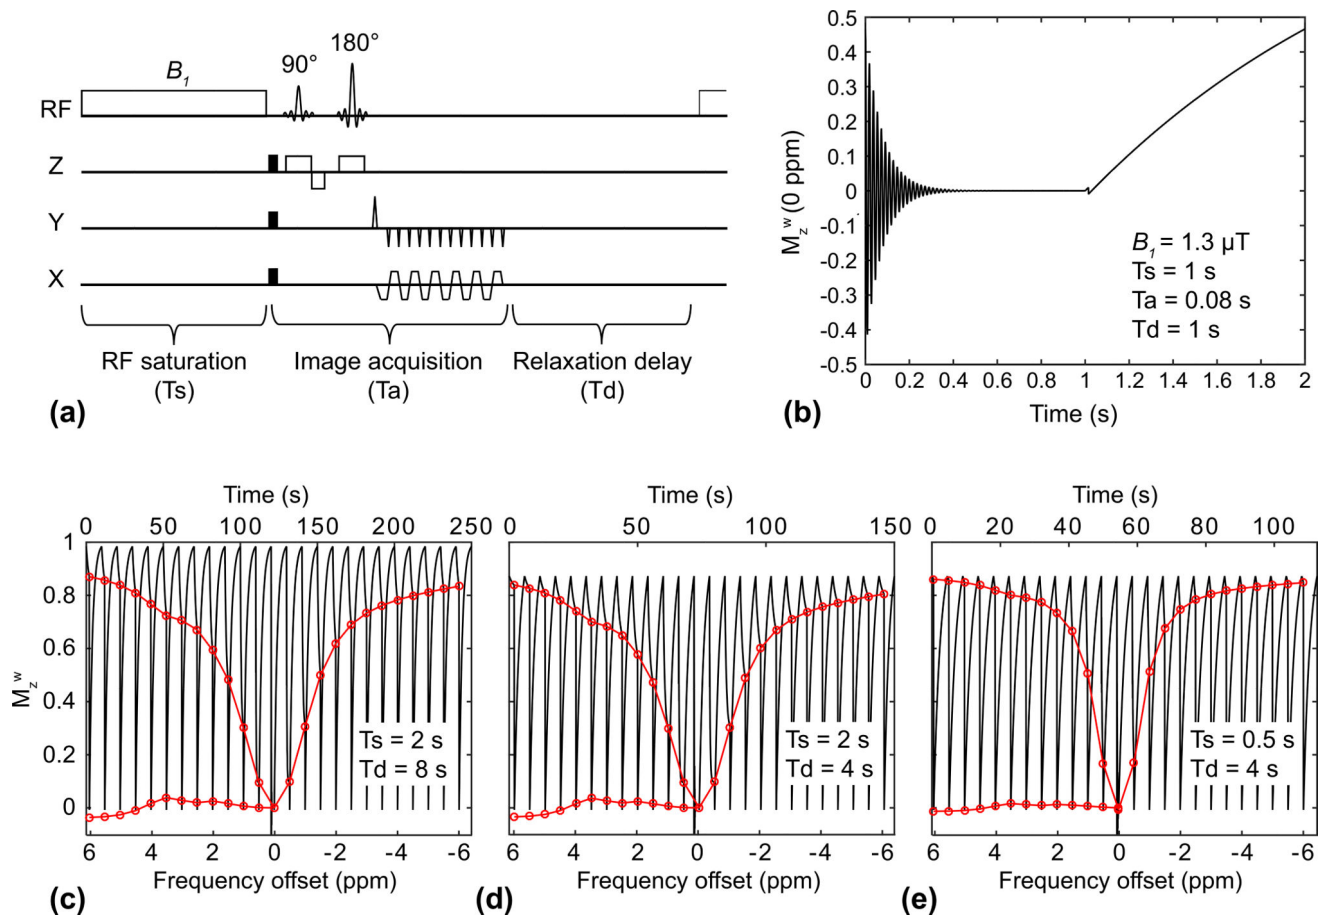 B₁
90°
180°
RF
Z
Y
X
RF saturation
(Ts)
Image acquisition
(Ta)
Relaxation delay
(Td)
(a)
0.5
0.4
0.3
0.2
0.1
0
-0.1
-0.2
-0.3
-0.4
-0.5
M_z^w (0 ppm)
B₁ = 1.3 µT
Ts = 1 s
Ta = 0.08 s
Td = 1 s
0 0.2 0.4 0.6 0.8 1 1.2 1.4 1.6 1.8 2
Time (s)
(b)
Time (s)
0 50 100 150 200 250
1
0.8
0.6
0.4
0.2
0
M_z^w
Ts = 2 s
Td = 8 s
6 4 2 0 -2 -4 -6
Frequency offset (ppm)
(c)
Time (s)
0 50 100 150
Ts = 2 s
Td = 4 s
6 4 2 0 -2 -4 -6
Frequency offset (ppm)
(d)
Time (s)
0 20 40 60 80 100
Ts = 0.5 s
Td = 4 s
6 4 2 0 -2 -4 -6
Frequency offset (ppm)
(e)